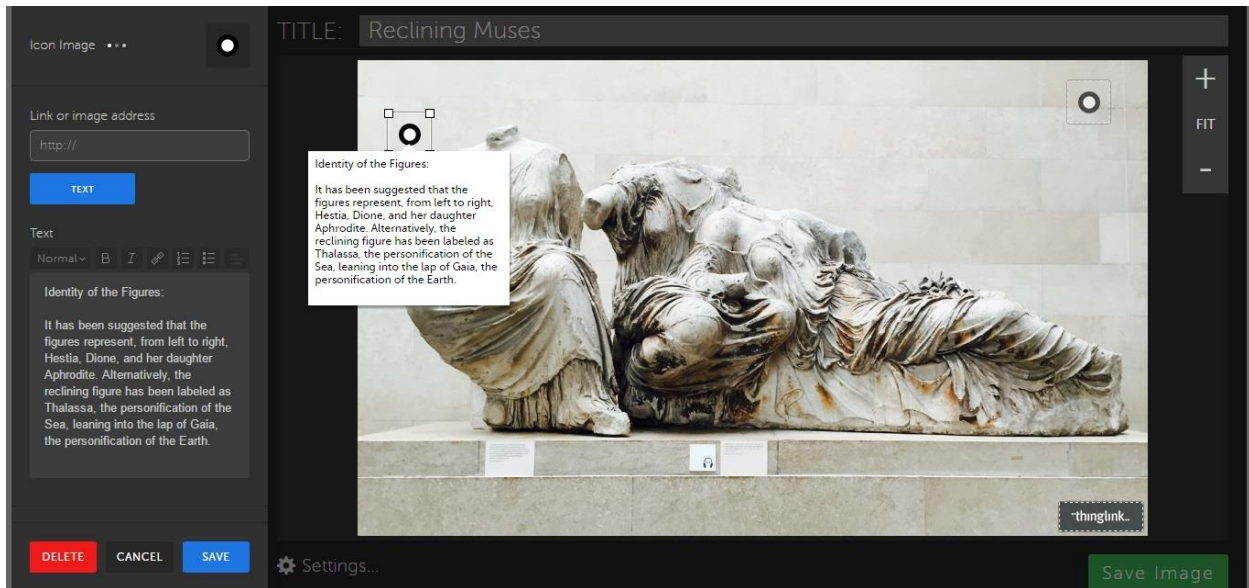 Icon Image
Link or image address
http://
TEXT
Text
Normal
B I
Identity of the Figures:
It has been suggested that the
figures represent, from left to right,
Hestia, Dione, and her daughter
Aphrodite. Alternatively, the
reclining figure has been labeled as
Thalassa, the personification of the
Sea, leaning into the lap of Gaia,
the personification of the Earth.
DELETE CANCEL SAVE
TITLE: Reclining Muses
Identity of the Figures:
It has been suggested that the
figures represent, from left to right,
Hestia, Dione, and her daughter
Aphrodite. Alternatively, the
reclining figure has been labeled as
Thalassa, the personification of the
Sea, leaning into the lap of Gaia, the
personification of the Earth.
+
FIT
-
thinglink..
Settings...
Save Image